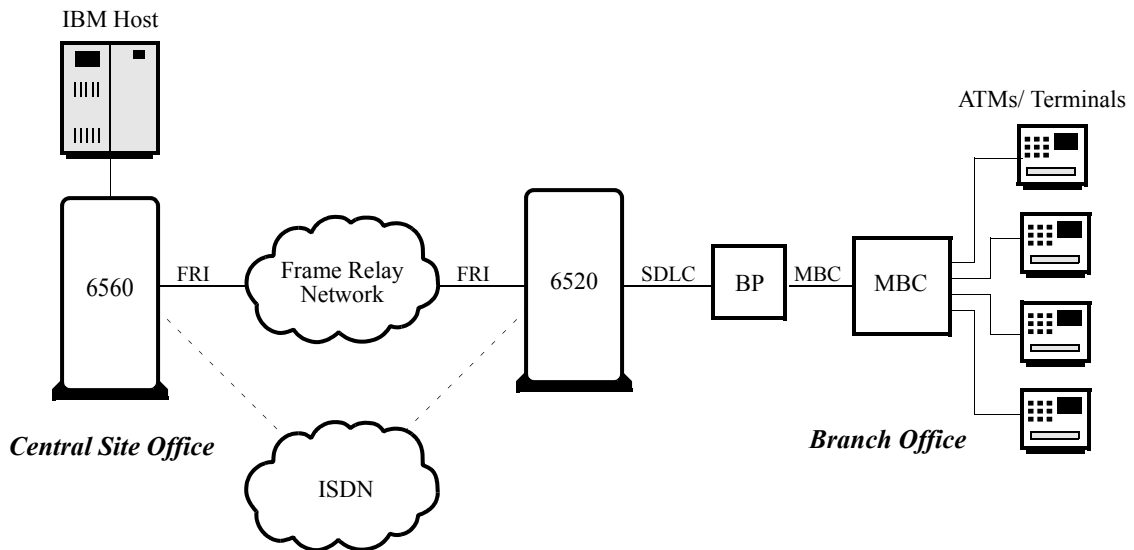 IBM Host
ATMs/ Terminals
6560
FRI
Frame Relay
Network
FRI
6520
SDLC
BP
MBC
MBC
Central Site Office
Branch Office
ISDN